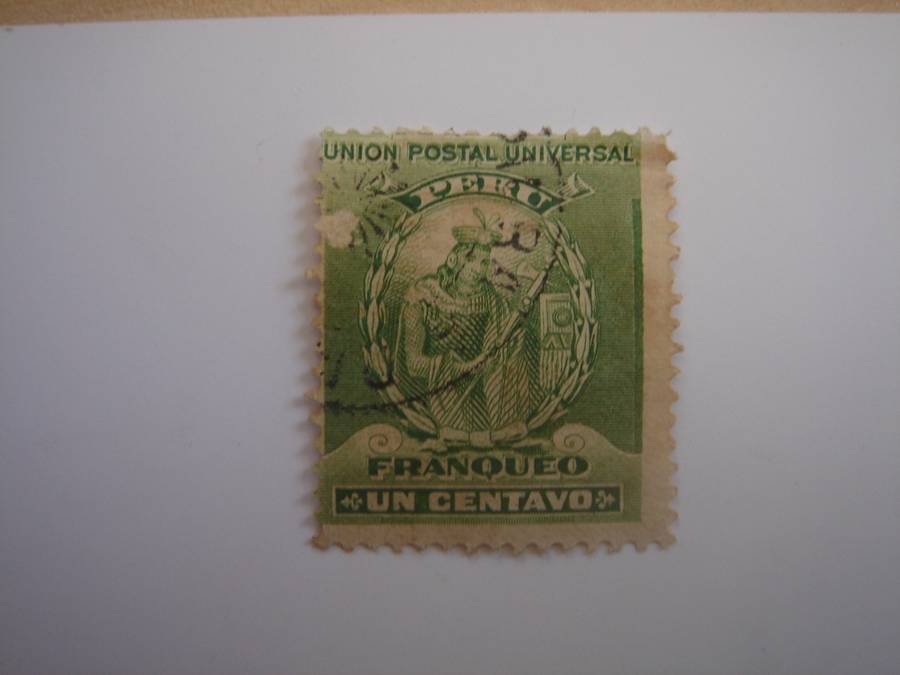 UNION POSTAL UNIVERSAL
PERU
FRANQUEO
UN CENTAVO